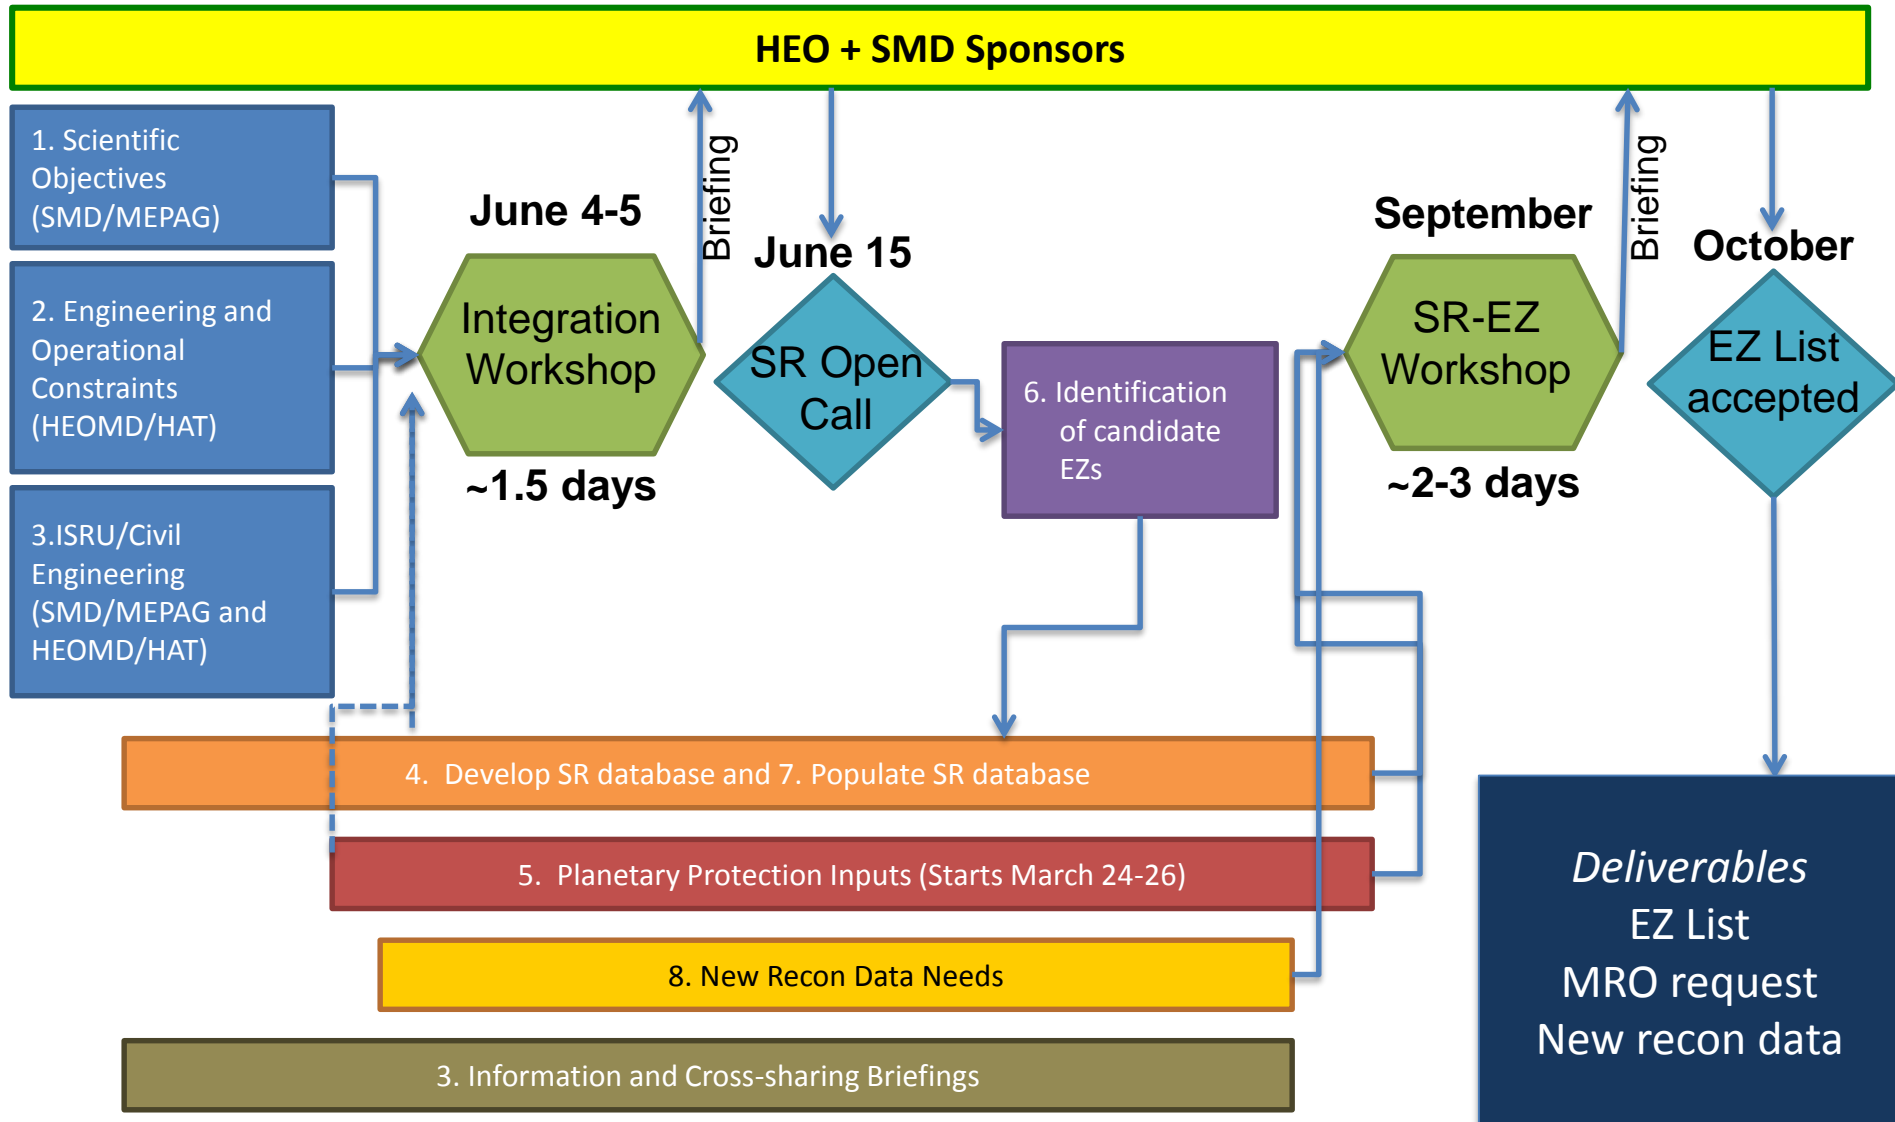 HEO + SMD Sponsors
1. Scientific
Objectives
(SMD/MEPAG)
2. Engineering and
Operational
Constraints
(HEOMD/HAT)
3.ISRU/Civil
Engineering
(SMD/MEPAG and
HEOMD/HAT)
June 4-5
Integration
Workshop
~1.5 days
Briefing
June 15
SR Open
Call
6. Identification
of candidate
EZs
September
SR-EZ
Workshop
~2-3 days
Briefing
October
EZ List
accepted
4. Develop SR database and 7. Populate SR database
5. Planetary Protection Inputs (Starts March 24-26)
8. New Recon Data Needs
3. Information and Cross-sharing Briefings
Deliverables
EZ List
MRO request
New recon data